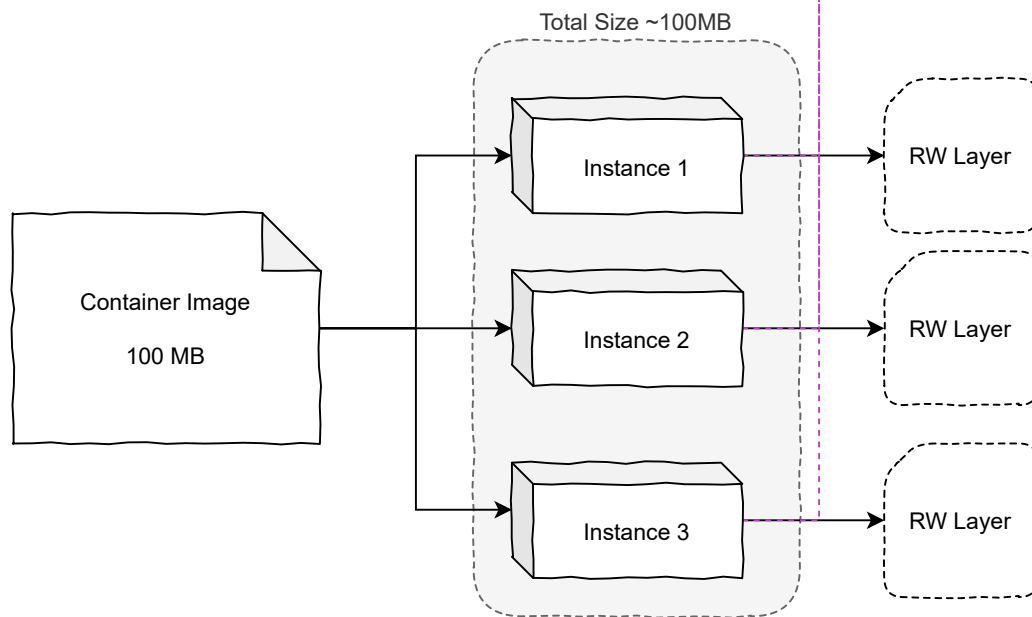 Total Size ~100MB
Instance 1
RW Layer
Container Image
100 MB
Instance 2
RW Layer
Instance 3
RW Layer